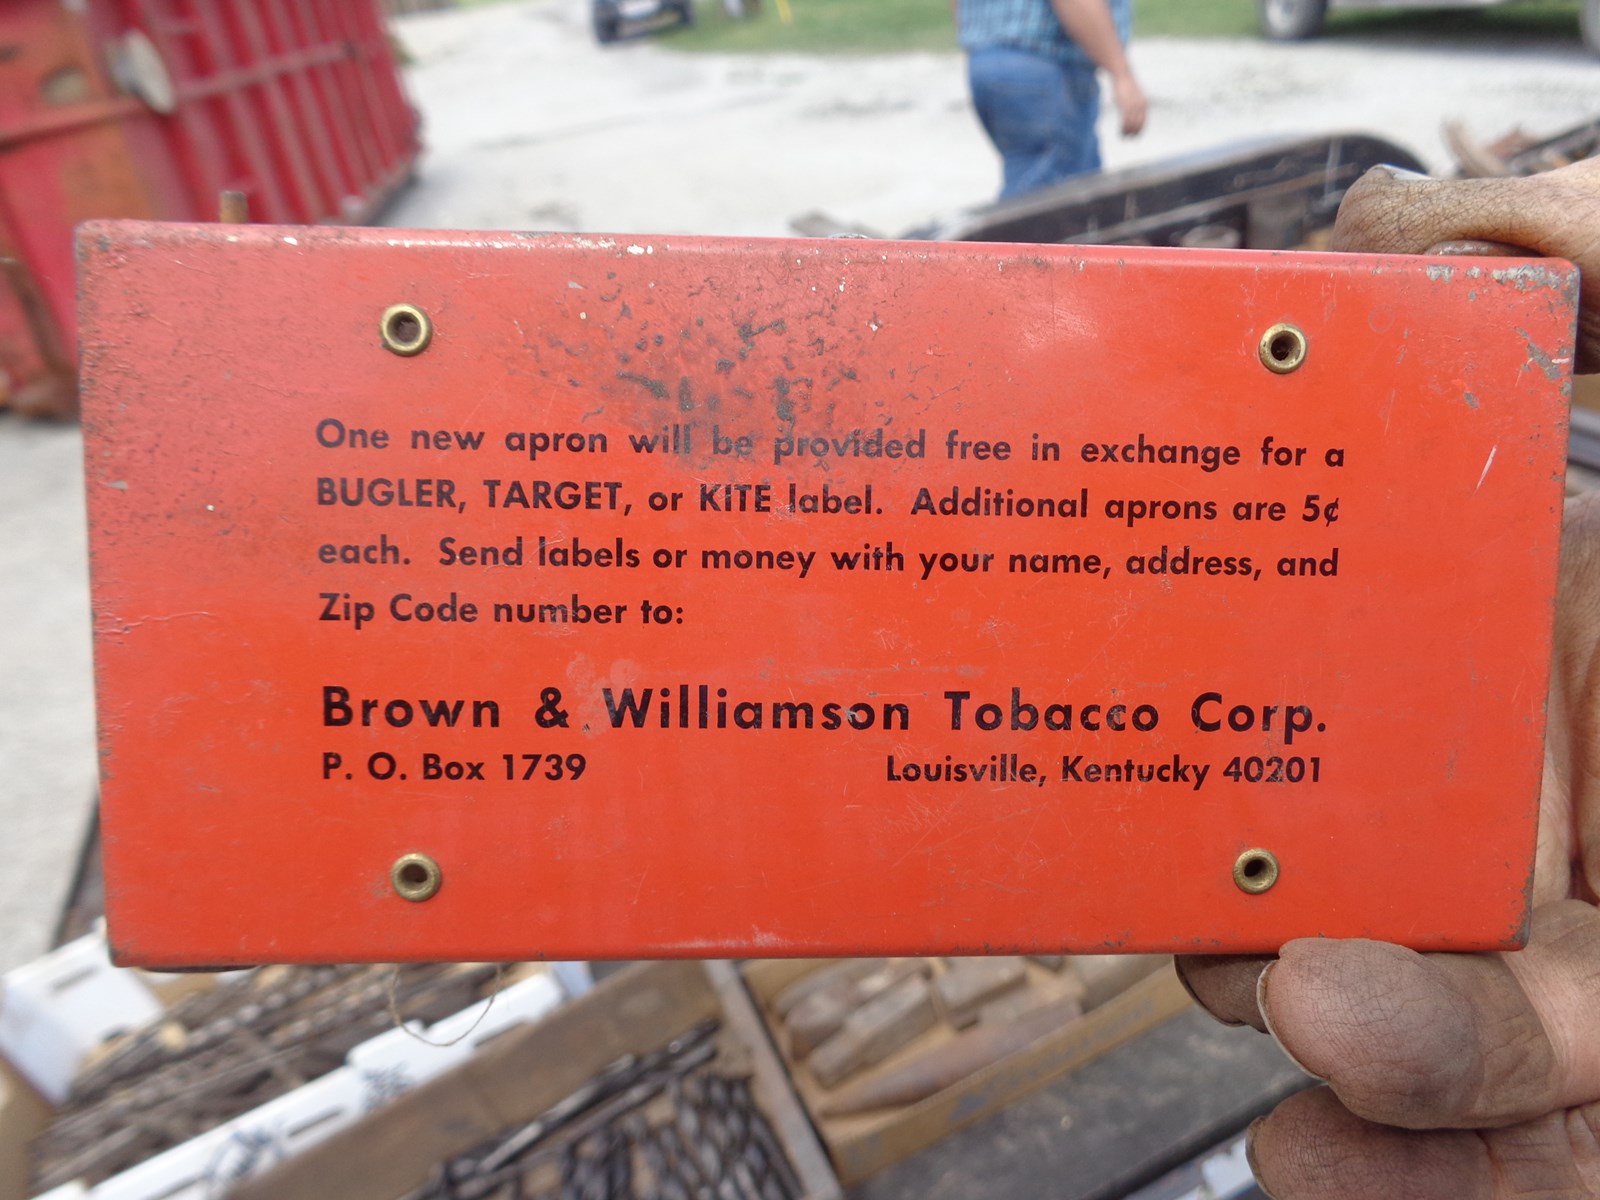 One new apron will be provided free in exchange for a
BUGLER, TARGET, or KITE label. Additional aprons are 5¢
each. Send labels or money with your name, address, and
Zip Code number to:
Brown & Williamson Tobacco Corp.
P. O. Box 1739 Louisville, Kentucky 40201